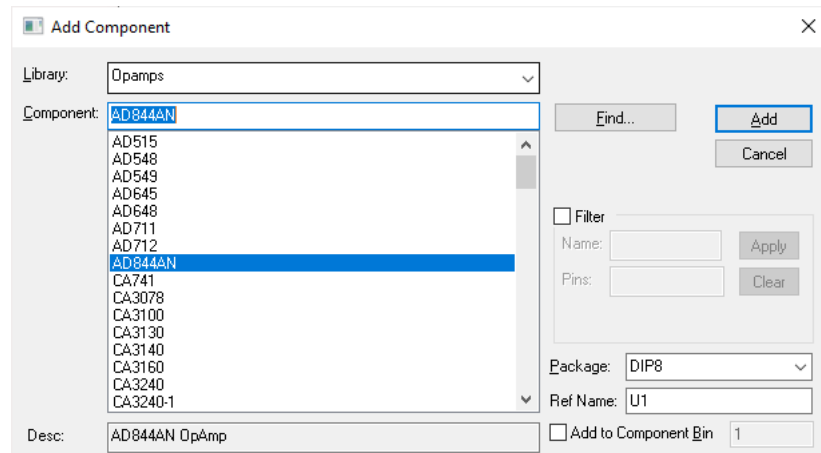 Add Component
Library: Opamps
Component: AD844AN
Find...
Add
AD515
AD548
AD549
AD645
AD648
AD711
AD712
AD844AN
CA741
CA3078
CA3100
CA3130
CA3140
CA3160
CA3240
CA3240-1
Cancel
Filter
Name:
Apply
Pins:
Clear
Package: DIP8
Ref Name: U1
Desc: AD844AN OpAmp
Add to Component Bin 1